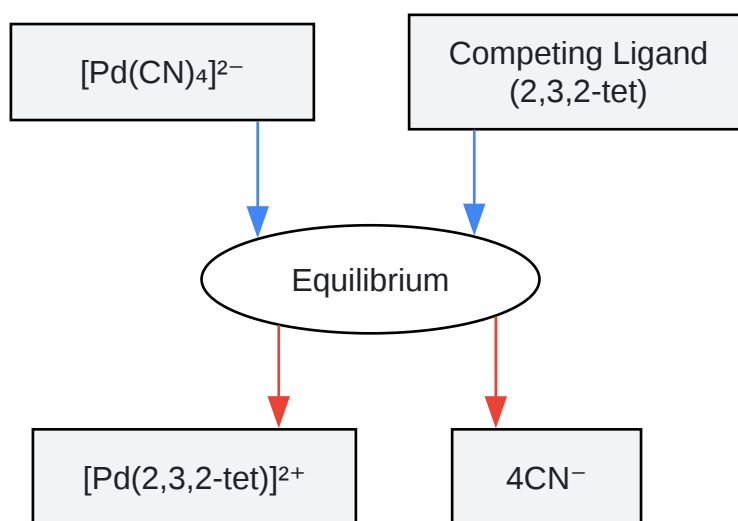 [Pd(CN)₄]²⁻
Competing Ligand
(2,3,2-tet)
Equilibrium
[Pd(2,3,2-tet)]²⁺
4CN⁻